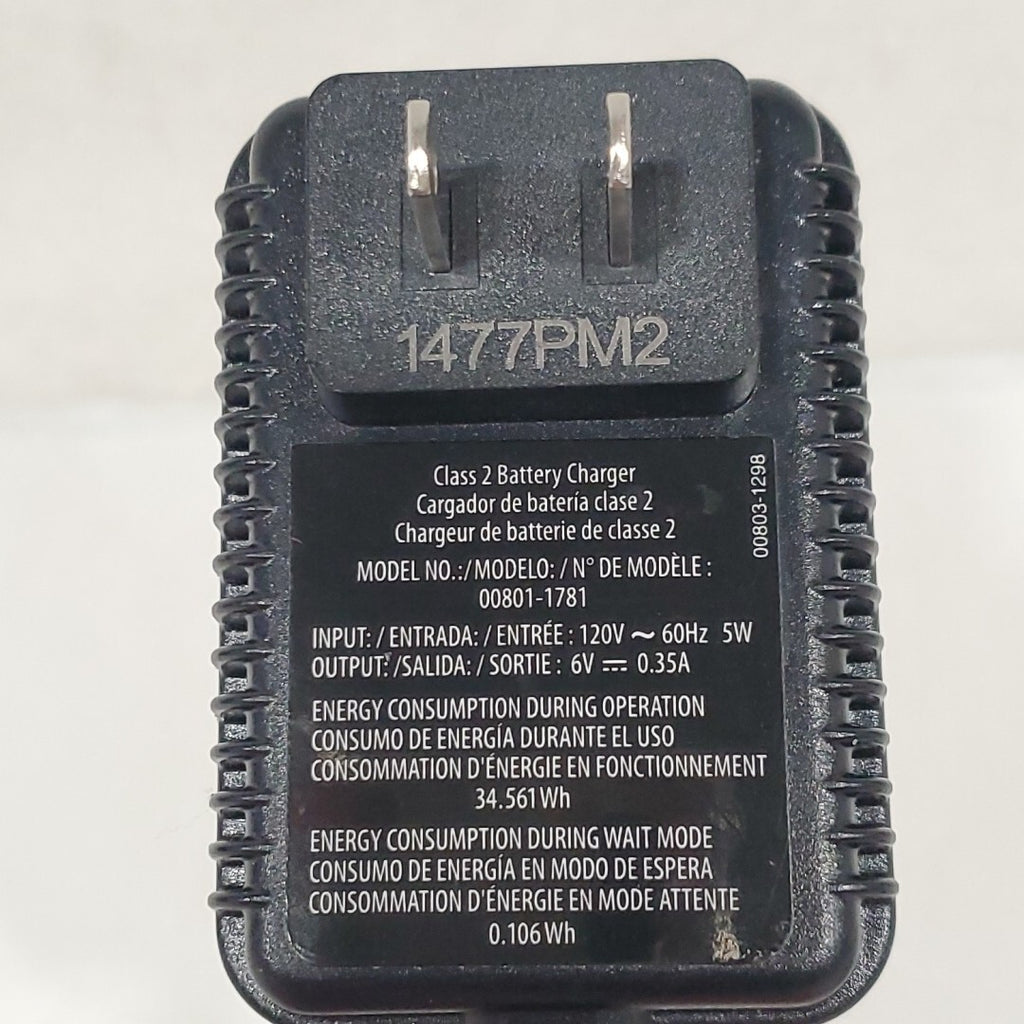 1477PM2
Class 2 Battery Charger
Cargador de batería clase 2
Chargeur de batterie de classe 2
00803-1298
MODEL NO.:/MODELO: / N° DE MODÈLE :
00801-1781
INPUT: / ENTRADA: / ENTRÉE : 120V ~ 60Hz 5W
OUTPUT: /SALIDA: / SORTIE : 6V ⎓ 0.35A
ENERGY CONSUMPTION DURING OPERATION
CONSUMO DE ENERGÍA DURANTE EL USO
CONSOMMATION D'ÉNERGIE EN FONCTIONNEMENT
34.561Wh
ENERGY CONSUMPTION DURING WAIT MODE
CONSUMO DE ENERGÍA EN MODO DE ESPERA
CONSOMMATION D'ÉNERGIE EN MODE ATTENTE
0.106Wh